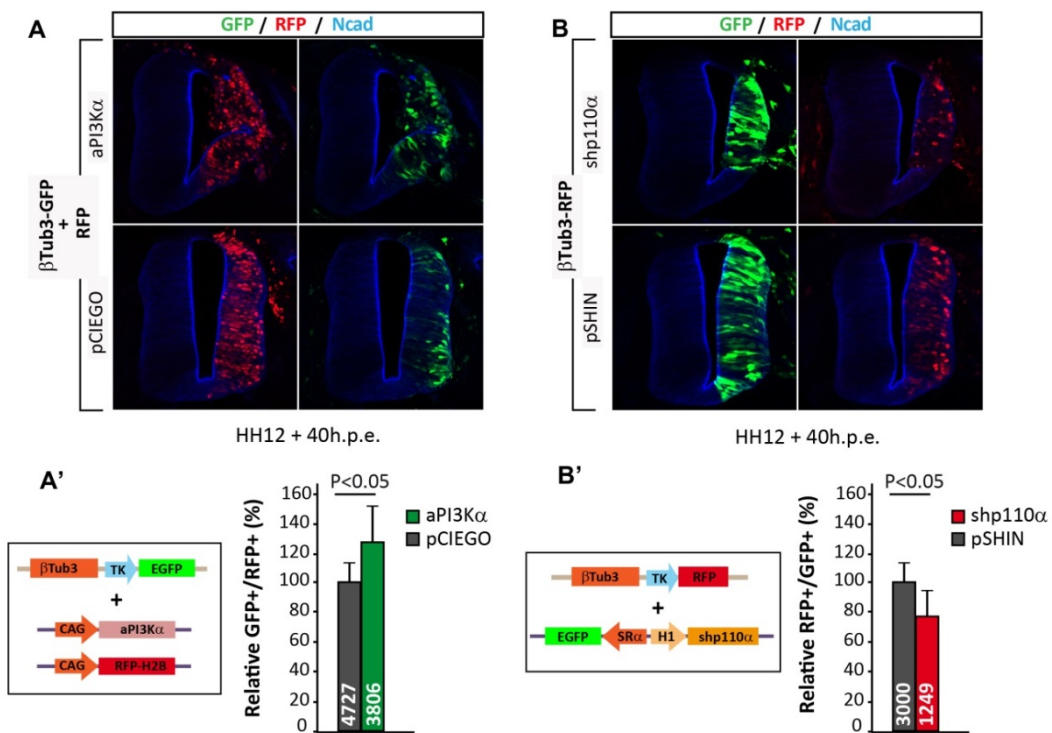 A
GFP / RFP / Ncad
aPI3Kα
pCIEGO
βTub3-GFP
+
RFP
HH12 + 40h.p.e.
B
GFP / RFP / Ncad
shp110α
pSHIN
βTub3-RFP
HH12 + 40h.p.e.
A'
βTub3 TK EGFP
+
CAG aPI3Kα
CAG RFP-H2B
Relative GFP+/RFP+ (%)
P<0.05
160
140
120
100
80
60
40
20
0
4727
3806
aPI3Kα
pCIEGO
B'
βTub3 TK RFP
+
EGFP SRα H1 shp110α
Relative RFP+/GFP+ (%)
P<0.05
160
140
120
100
80
60
40
20
0
3000
1249
shp110α
pSHIN